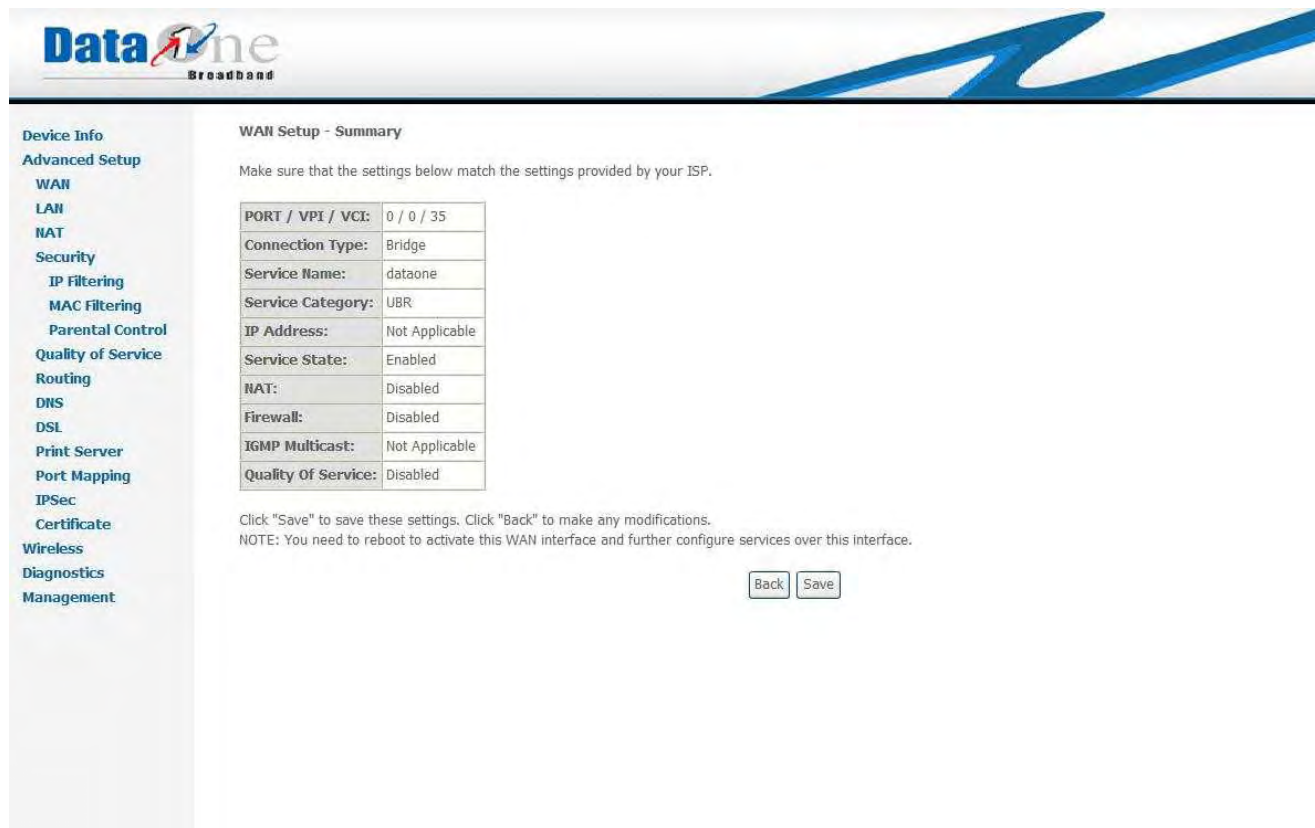 Data One
Broadband
Device Info
Advanced Setup
WAN
LAN
NAT
Security
IP Filtering
MAC Filtering
Parental Control
Quality of Service
Routing
DNS
DSL
Print Server
Port Mapping
IPSec
Certificate
Wireless
Diagnostics
Management
WAN Setup - Summary
Make sure that the settings below match the settings provided by your ISP.
PORT / VPI / VCI: 0 / 0 / 35
Connection Type: Bridge
Service Name: dataone
Service Category: UBR
IP Address: Not Applicable
Service State: Enabled
NAT: Disabled
Firewall: Disabled
IGMP Multicast: Not Applicable
Quality Of Service: Disabled
Click "Save" to save these settings. Click "Back" to make any modifications.
NOTE: You need to reboot to activate this WAN interface and further configure services over this interface.
Back Save